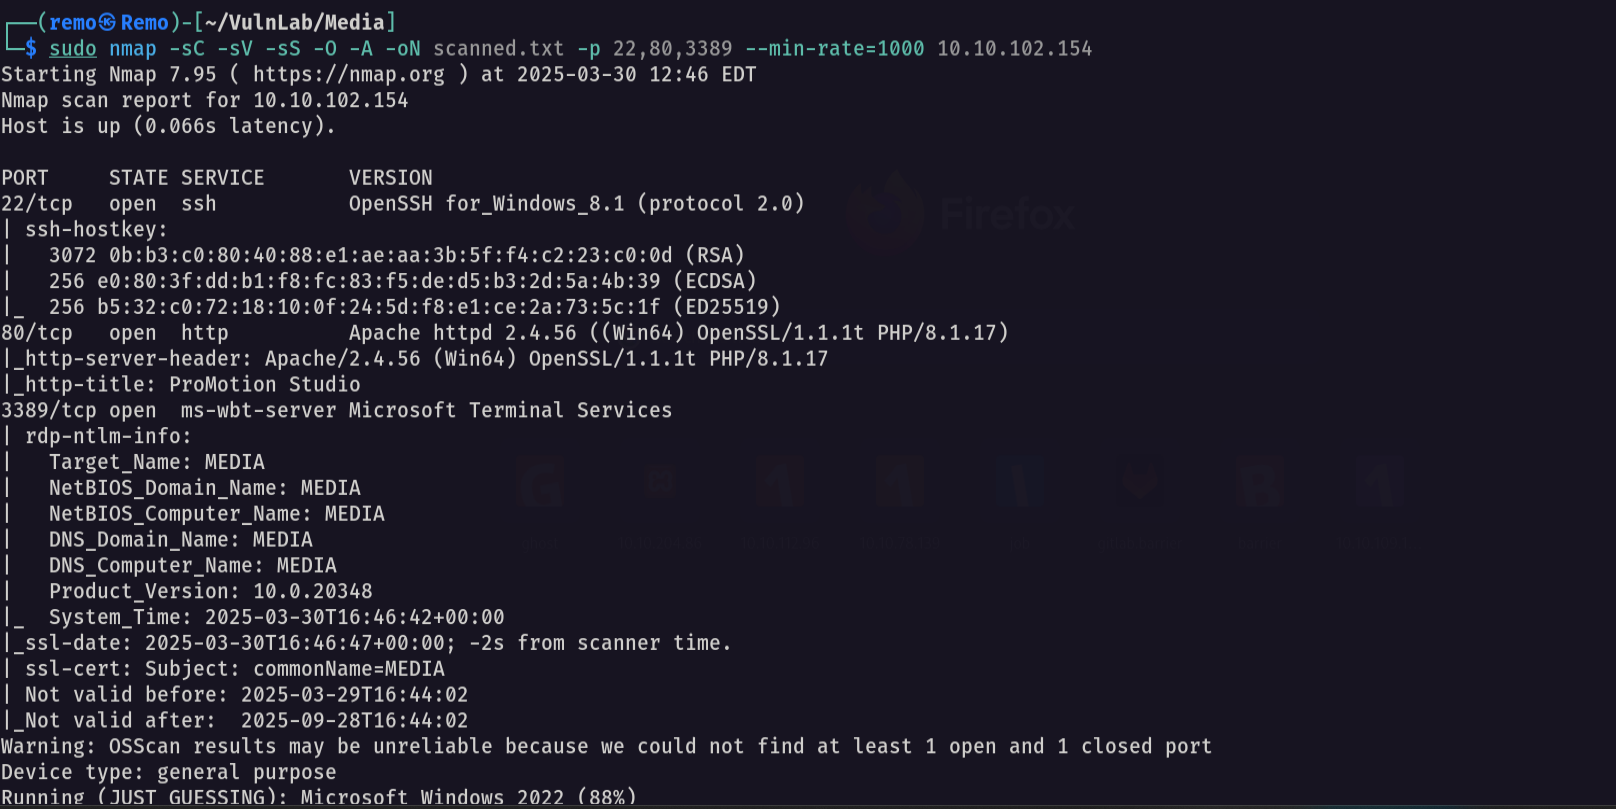 ┌──(remo㉿Remo)-[~/VulnLab/Media]
└─$ sudo nmap -sC -sV -sS -O -A -oN scanned.txt -p 22,80,3389 --min-rate=1000 10.10.102.154
Starting Nmap 7.95 ( https://nmap.org ) at 2025-03-30 12:46 EDT
Nmap scan report for 10.10.102.154
Host is up (0.066s latency).

PORT     STATE SERVICE       VERSION
22/tcp   open  ssh           OpenSSH for_Windows_8.1 (protocol 2.0)
| ssh-hostkey:
|   3072 0b:b3:c0:80:40:88:e1:ae:aa:3b:5f:f4:c2:23:c0:0d (RSA)
|   256 e0:80:3f:dd:b1:f8:fc:83:f5:de:d5:b3:2d:5a:4b:39 (ECDSA)
|_  256 b5:32:c0:72:18:10:0f:24:5d:f8:e1:ce:2a:73:5c:1f (ED25519)
80/tcp   open  http          Apache httpd 2.4.56 ((Win64) OpenSSL/1.1.1t PHP/8.1.17)
|_http-server-header: Apache/2.4.56 (Win64) OpenSSL/1.1.1t PHP/8.1.17
|_http-title: ProMotion Studio
3389/tcp open  ms-wbt-server Microsoft Terminal Services
| rdp-ntlm-info:
|   Target_Name: MEDIA
|   NetBIOS_Domain_Name: MEDIA
|   NetBIOS_Computer_Name: MEDIA
|   DNS_Domain_Name: MEDIA
|   DNS_Computer_Name: MEDIA
|   Product_Version: 10.0.20348
|_  System_Time: 2025-03-30T16:46:42+00:00
|_ssl-date: 2025-03-30T16:46:47+00:00; -2s from scanner time.
| ssl-cert: Subject: commonName=MEDIA
| Not valid before: 2025-03-29T16:44:02
|_Not valid after:  2025-09-28T16:44:02
Warning: OSScan results may be unreliable because we could not find at least 1 open and 1 closed port
Device type: general purpose
Running (JUST GUESSING): Microsoft Windows 2022 (88%)
Firefox